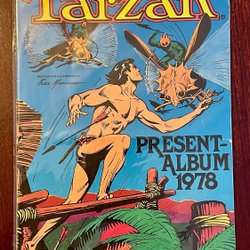 Tarzan
PRESENT-
ALBUM
1978